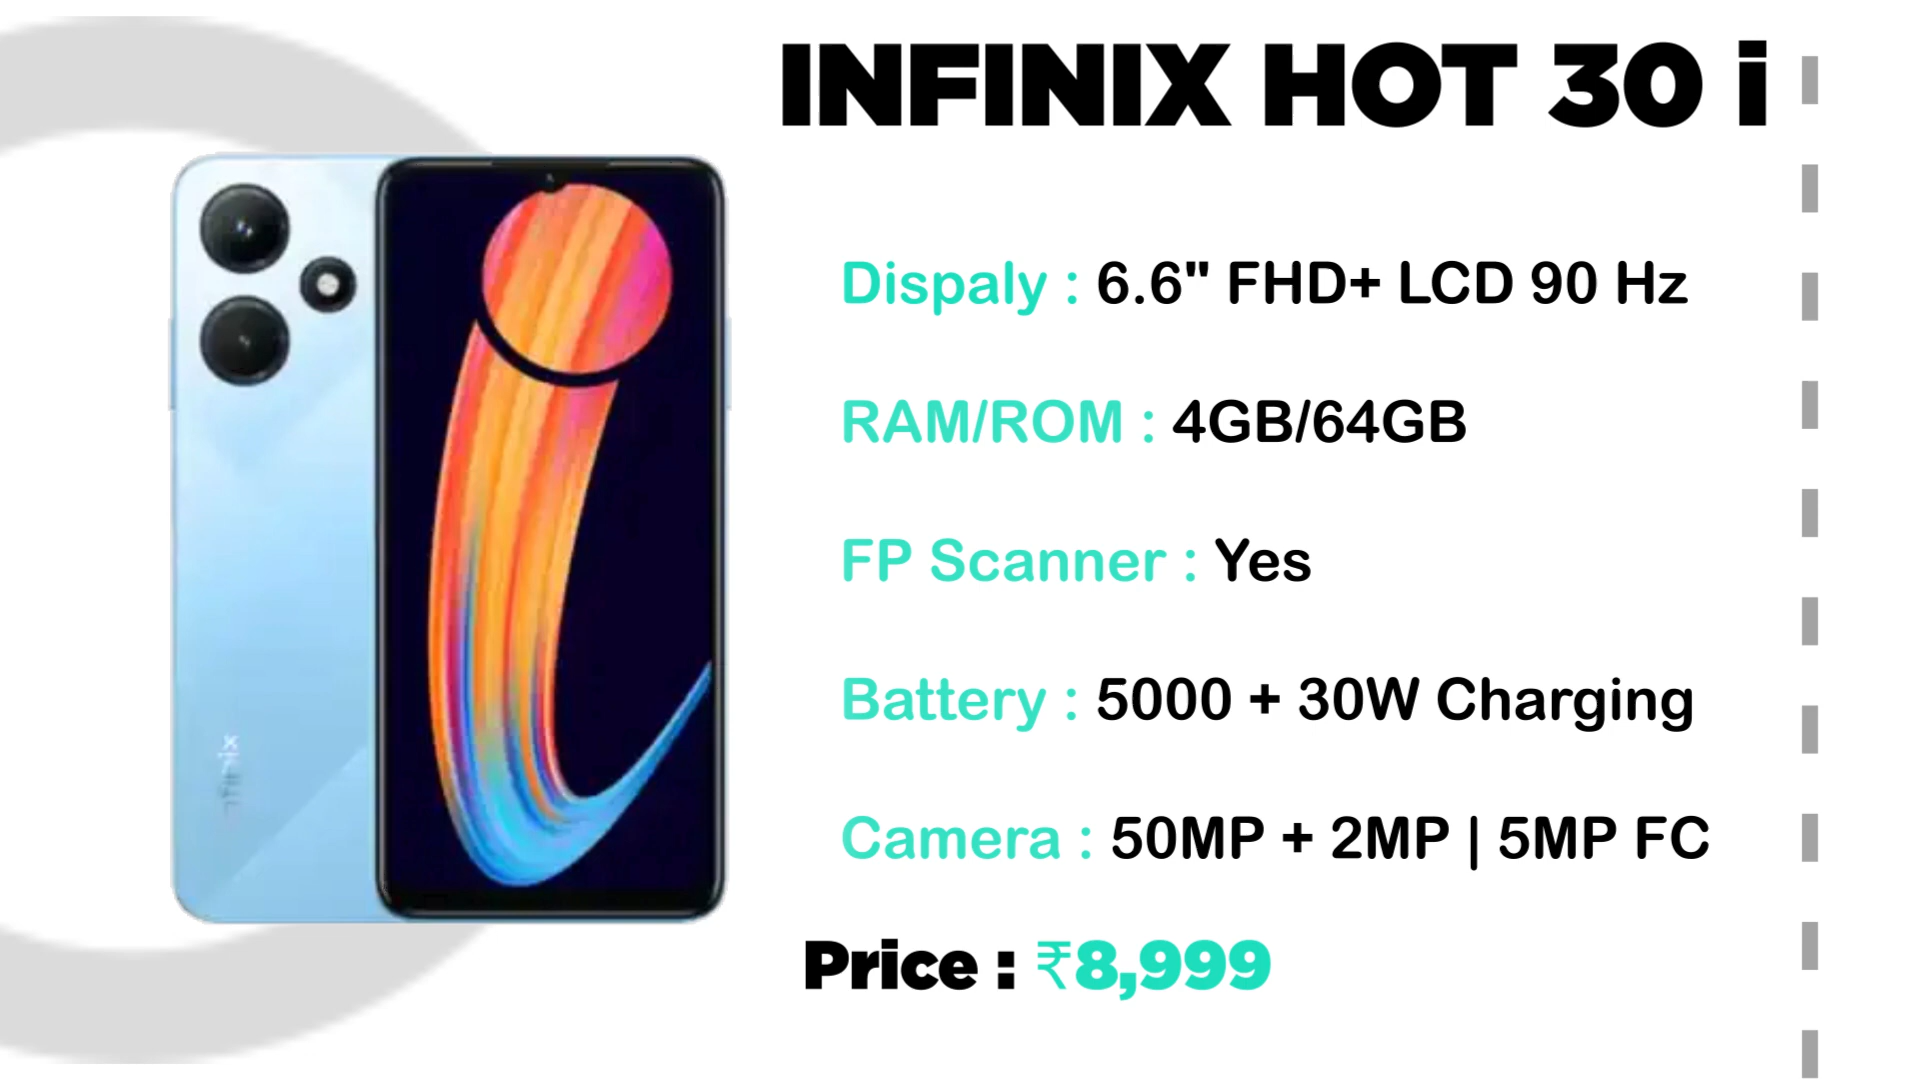 INFINIX HOT 30 i
Dispaly : 6.6" FHD+ LCD 90 Hz
RAM/ROM : 4GB/64GB
FP Scanner : Yes
Battery : 5000 + 30W Charging
Camera : 50MP + 2MP | 5MP FC
Price : ₹8,999
Infinix